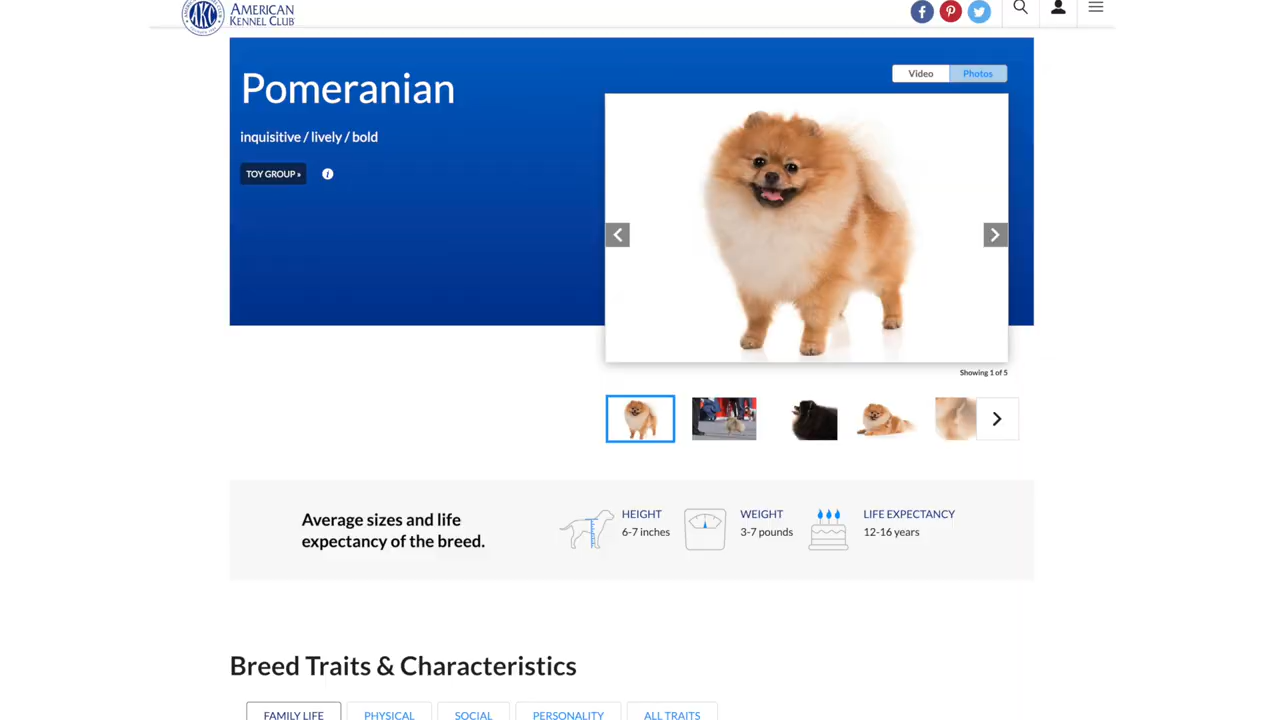 AKC
AMERICAN
KENNEL CLUB
Pomeranian
Video
Photos
inquisitive / lively / bold
TOY GROUP »
Showing 1 of 5
Average sizes and life
expectancy of the breed.
HEIGHT
6-7 inches
WEIGHT
3-7 pounds
LIFE EXPECTANCY
12-16 years
Breed Traits & Characteristics
FAMILY LIFE
PHYSICAL
SOCIAL
PERSONALITY
ALL TRAITS